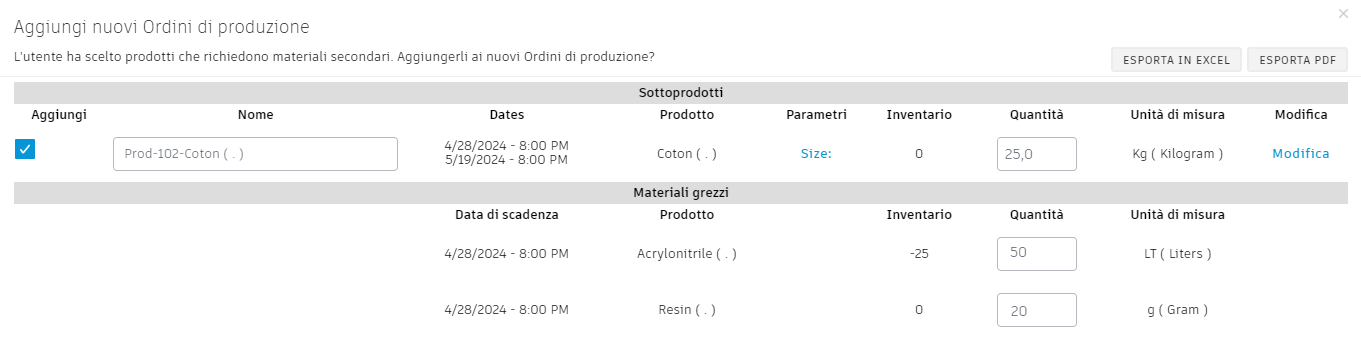 ×
Aggiungi nuovi Ordini di produzione
L'utente ha scelto prodotti che richiedono materiali secondari. Aggiungerli ai nuovi Ordini di produzione?
ESPORTA IN EXCEL ESPORTA PDF
Sottoprodotti
Aggiungi Nome Dates Prodotto Parametri Inventario Quantità Unità di misura Modifica
Prod-102-Coton ( . ) 4/28/2024 - 8:00 PM
5/19/2024 - 8:00 PM Coton ( . ) Size: 0 25,0 Kg ( Kilogram ) Modifica
Materiali grezzi
Data di scadenza Prodotto Inventario Quantità Unità di misura
4/28/2024 - 8:00 PM Acrylonitrile ( . ) -25 50 LT ( Liters )
4/28/2024 - 8:00 PM Resin ( . ) 0 20 g ( Gram )